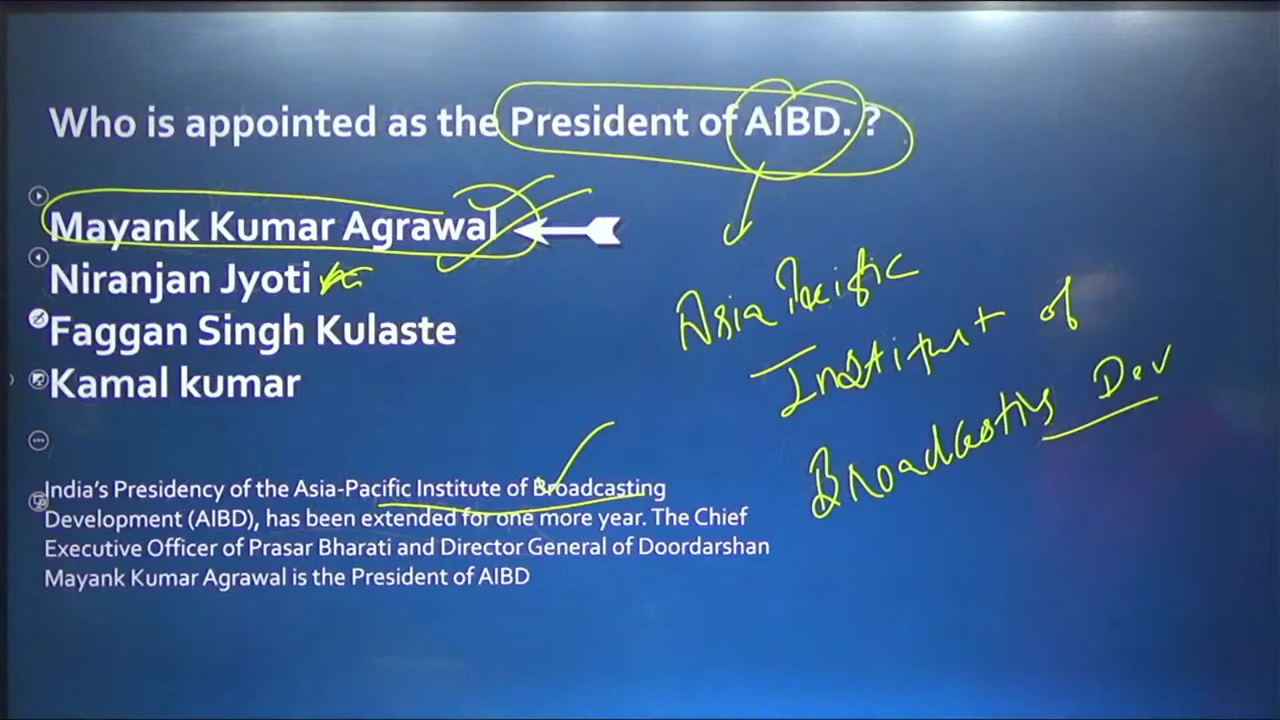 Who is appointed as the President of AIBD. ?
Mayank Kumar Agrawal
Niranjan Jyoti
Faggan Singh Kulaste
Kamal kumar
India's Presidency of the Asia-Pacific Institute of Broadcasting
Development (AIBD), has been extended for one more year. The Chief
Executive Officer of Prasar Bharati and Director General of Doordarshan
Mayank Kumar Agrawal is the President of AIBD
Asia Pacific
Institute of
Broadcasting Dev